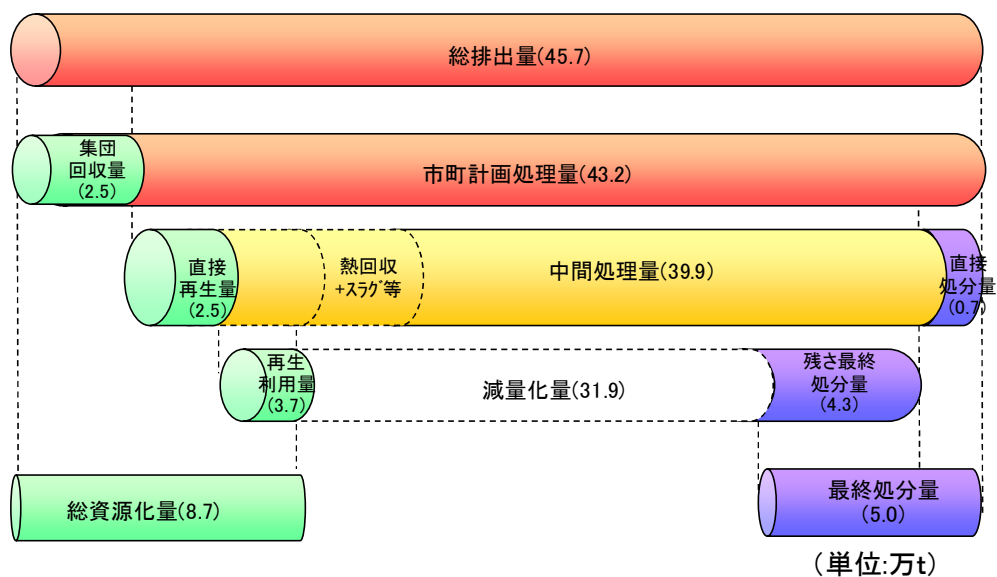 総排出量(45.7)
集団
回収量
(2.5)
市町計画処理量(43.2)
直接
再生量
(2.5)
熱回収
+ｽﾗｸﾞ等
中間処理量(39.9)
直接
処分量
(0.7)
再生
利用量
(3.7)
減量化量(31.9)
残さ最終
処分量
(4.3)
総資源化量(8.7)
最終処分量
(5.0)
（単位:万t）